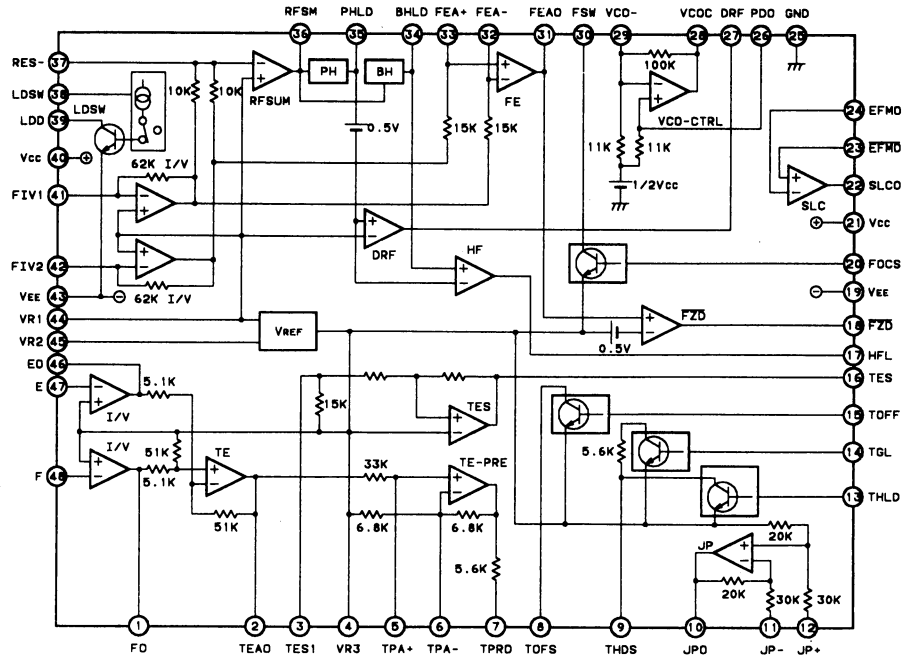 RFSM PHLD BHLD FEA+ FEA- FEAO FSW VCO- VCOC DRF PDO GND
36 35 34 33 32 31 30 29 28 27 26 25
RES- 37
LDSW 38
LDD 39
Vcc 40
FIV1 41
FIV2 42
VEE 43
VR1 44
VR2 45
EO 46
E 47
F 48
LDSW
10K 10K
RFSUM
PH
BH
0.5V
15K 15K
FE
100K
VCO-CTRL
11K 11K
1/2Vcc
62K I/V
62K I/V
DRF
HF
SLC
24 EFMO
23 EFMO
22 SLCO
21 Vcc
20 FOCS
19 VEE
18 FZD
17 HFL
16 TES
15 TOFF
14 TGL
13 THLD
VREF
FZD
0.5V
5.1K
I/V
15K
TES
I/V
51K
5.1K
TE
51K
33K
TE-PRE
6.8K 6.8K
5.6K
5.6K
20K
JP
20K
30K 30K
1 2 3 4 5 6 7 8 9 10 11 12
FO TEAO TES1 VR3 TPA+ TPA- TPRO TOFS THDS JPO JP- JP+